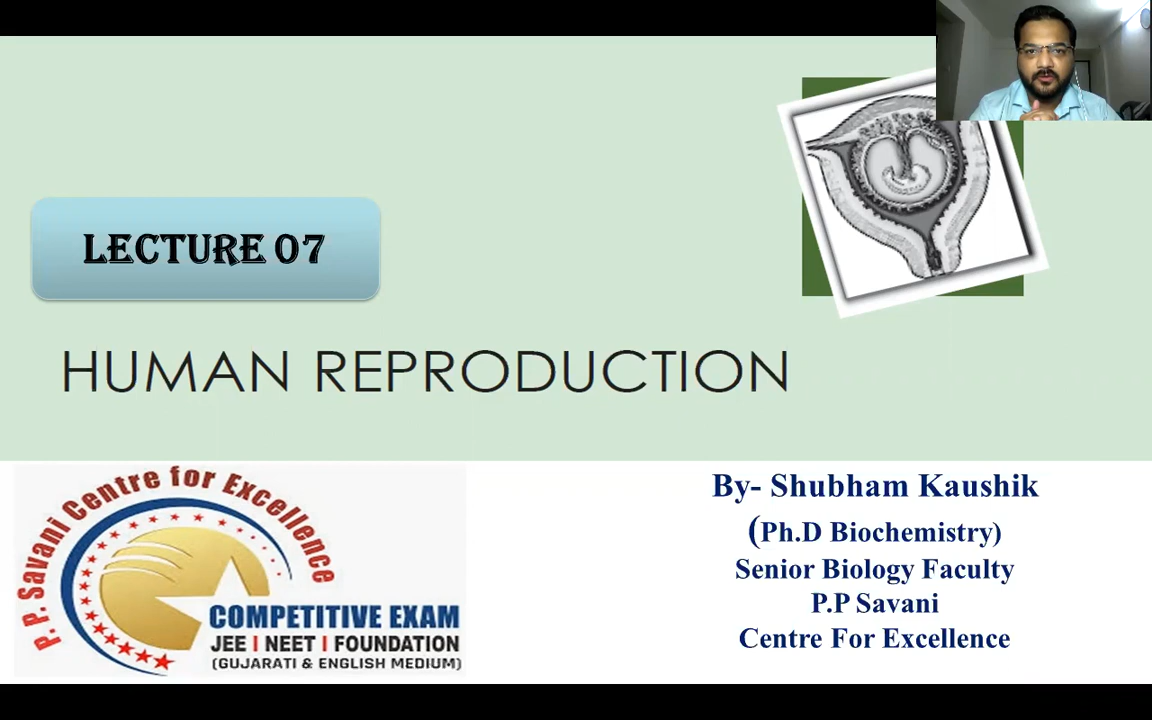 LECTURE 07
HUMAN REPRODUCTION
P. P. Savani Centre for Excellence
COMPETITIVE EXAM
JEE I NEET I FOUNDATION
(GUJARATI & ENGLISH MEDIUM)
By- Shubham Kaushik
(Ph.D Biochemistry)
Senior Biology Faculty
P.P Savani
Centre For Excellence